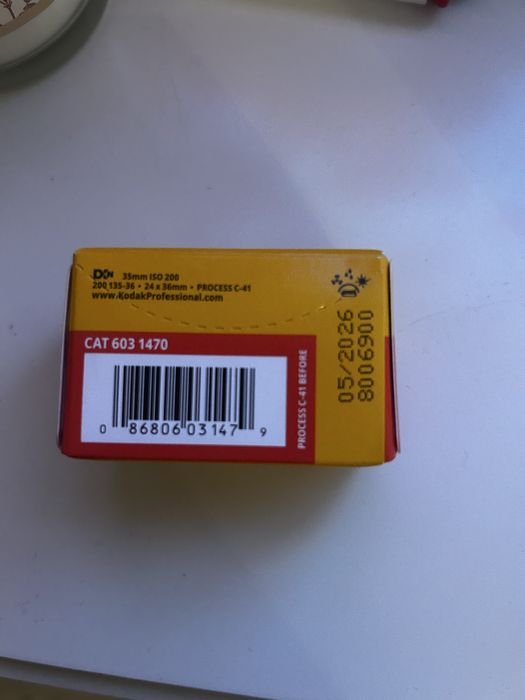 DX 35mm ISO 200
200 135-36 • 24 x 36mm • PROCESS C-41
www.KodakProfessional.com
CAT 603 1470
0 86806 03147 9
PROCESS C-41 BEFORE
05/2026
8006900